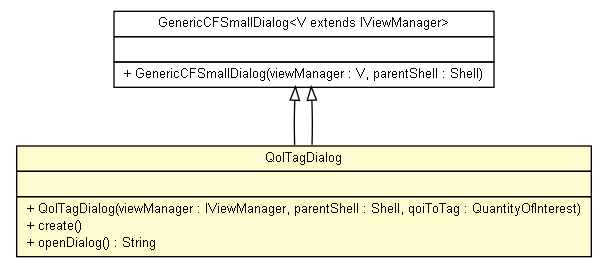 GenericCFSmallDialog<V extends IViewManager>
+ GenericCFSmallDialog(viewManager : V, parentShell : Shell)
QoITagDialog
+ QoITagDialog(viewManager : IViewManager, parentShell : Shell, qoiToTag : QuantityOfInterest)
+ create()
+ openDialog() : String